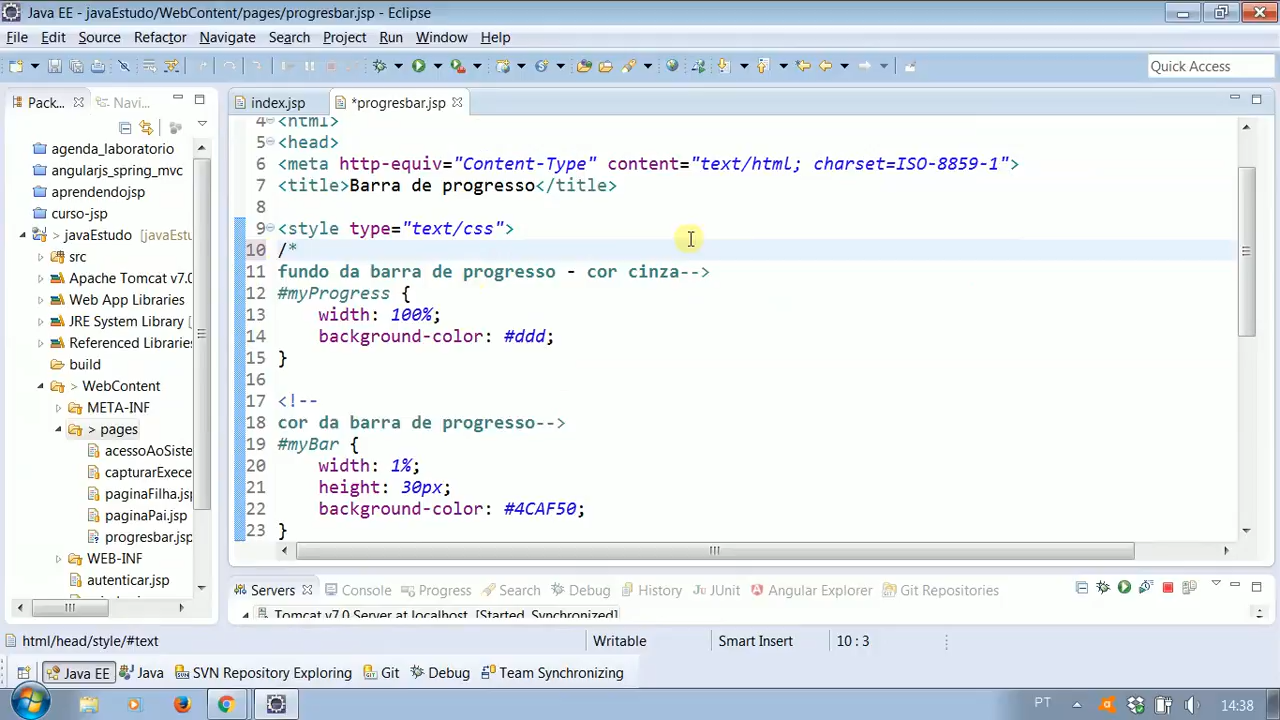 Java EE - javaEstudo/WebContent/pages/progresbar.jsp - Eclipse
File Edit Source Refactor Navigate Search Project Run Window Help
Quick Access
Pack... Navi...
index.jsp *progresbar.jsp
agenda_laboratorio
angularjs_spring_mvc
aprendendojsp
curso-jsp
javaEstudo [javaEstu
src
Apache Tomcat v7.0
Web App Libraries
JRE System Library [
Referenced Libraries
build
> WebContent
META-INF
> pages
acessoAoSiste
capturarExece
paginaFilha.jsp
paginaPai.jsp
progresbar.jsp
WEB-INF
autenticar.jsp
4 <html>
5 <head>
6 <meta http-equiv="Content-Type" content="text/html; charset=ISO-8859-1">
7 <title>Barra de progresso</title>
8
9 <style type="text/css">
10 /*
11 fundo da barra de progresso - cor cinza-->
12 #myProgress {
13 width: 100%;
14 background-color: #ddd;
15 }
16
17 <!--
18 cor da barra de progresso-->
19 #myBar {
20 width: 1%;
21 height: 30px;
22 background-color: #4CAF50;
23 }
Servers Console Progress Search Debug History JUnit Angular Explorer Git Repositories
Tomcat v7.0 Server at localhost [Started, Synchronized]
html/head/style/#text Writable Smart Insert 10 : 3
Java EE Java SVN Repository Exploring Git Debug Team Synchronizing
PT 14:38